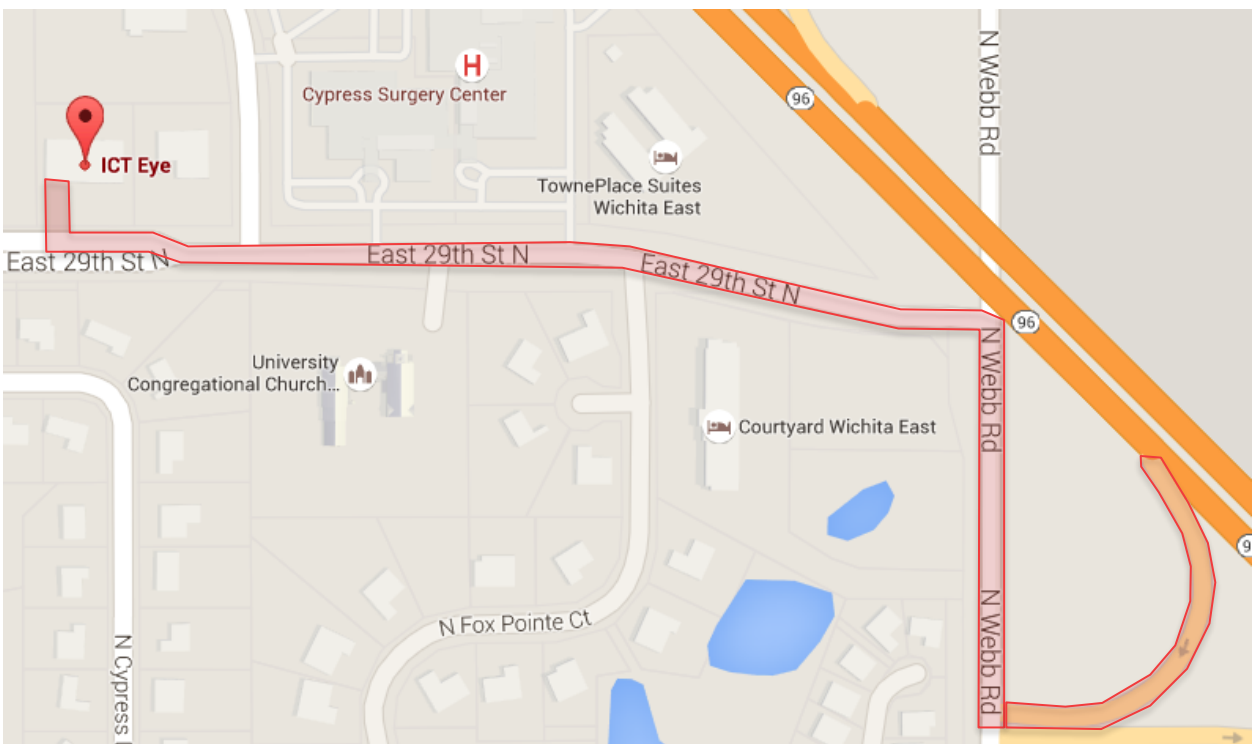 N Webb Rd
H
Cypress Surgery Center
96
ICT Eye
TownePlace Suites
Wichita East
East 29th St N
East 29th St N
East 29th St N
96
N Webb Rd
University
Congregational Church...
Courtyard Wichita East
9
N Webb Rd
N Fox Pointe Ct
N Cypress